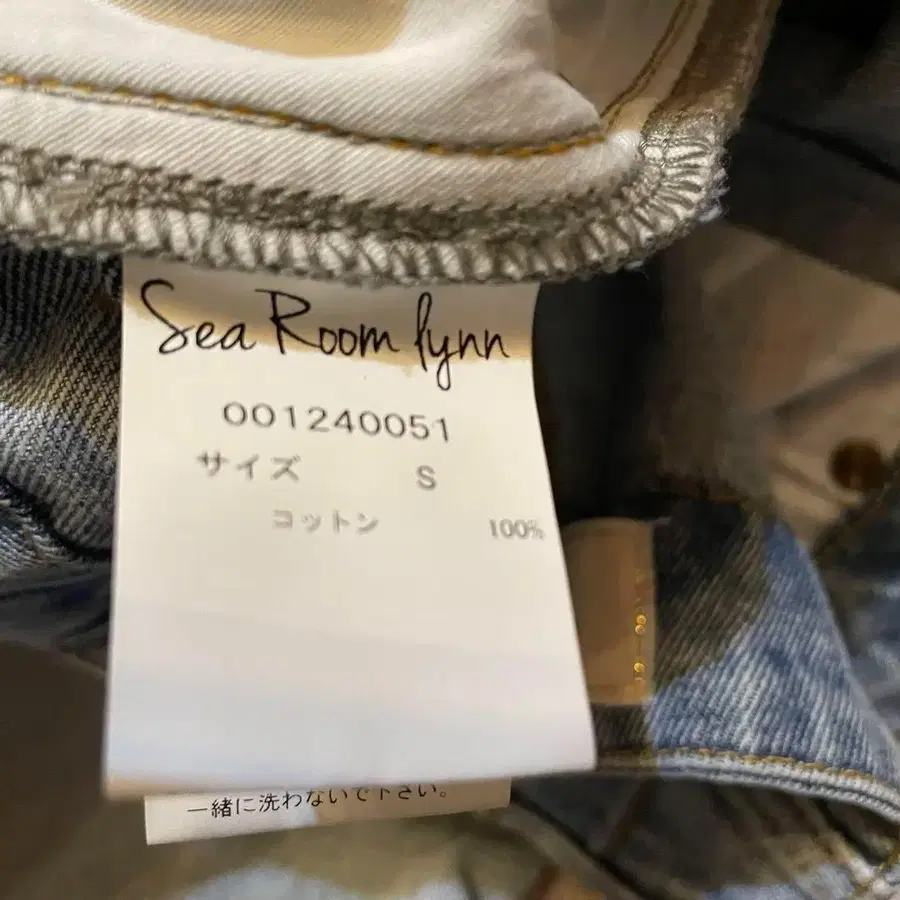 Sea Room lynn
001240051
サイズ S
コットン 100%
一緒に洗わないで下さい。